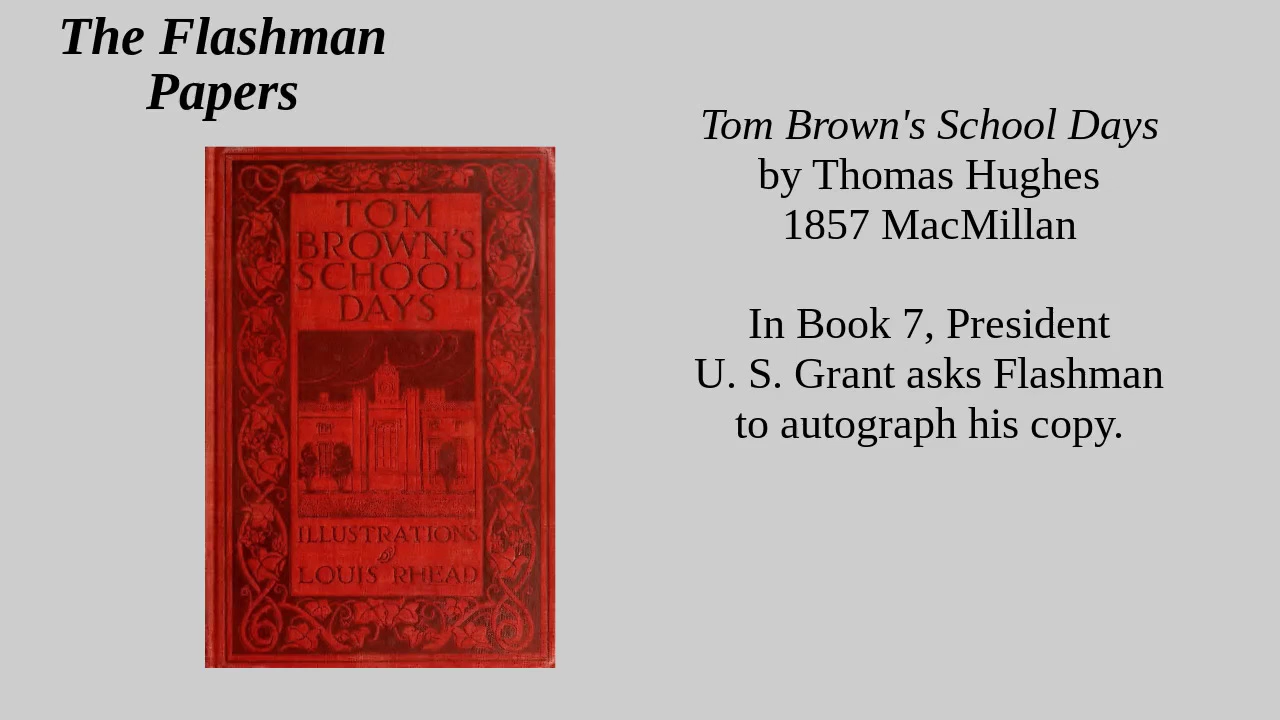 The Flashman
Papers
TOM
BROWN'S
SCHOOL
DAYS
ILLUSTRATIONS
of
LOUIS RHEAD
Tom Brown's School Days
by Thomas Hughes
1857 MacMillan
In Book 7, President
U. S. Grant asks Flashman
to autograph his copy.